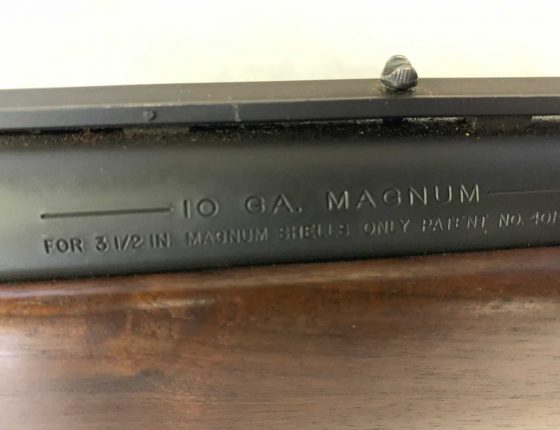 10 GA. MAGNUM
FOR 3 1/2 IN. MAGNUM SHELLS ONLY PATENT NO.